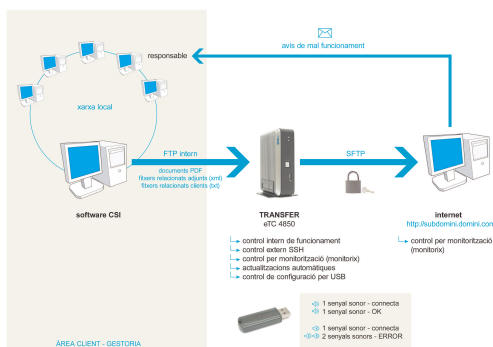 avis de mal funcionament
responsable
xarxa local
FTP intern
SFTP
documents PDF
fitxers relacionats adjunts (xml)
fitxers relacionals clients (txt)
software CSI
TRANSFER
eTC 4850
internet
http://subdomini.domini.com
control intern de funcionament
control extern SSH
control per monitorització (monitorix)
actualitzacions automàtiques
control de configuració per USB
control per monitorització
(monitorix)
1 senyal sonor - connecta
1 senyal sonor - OK
1 senyal sonor - connecta
2 senyals sonors - ERROR
ÀREA CLIENT - GESTORIA